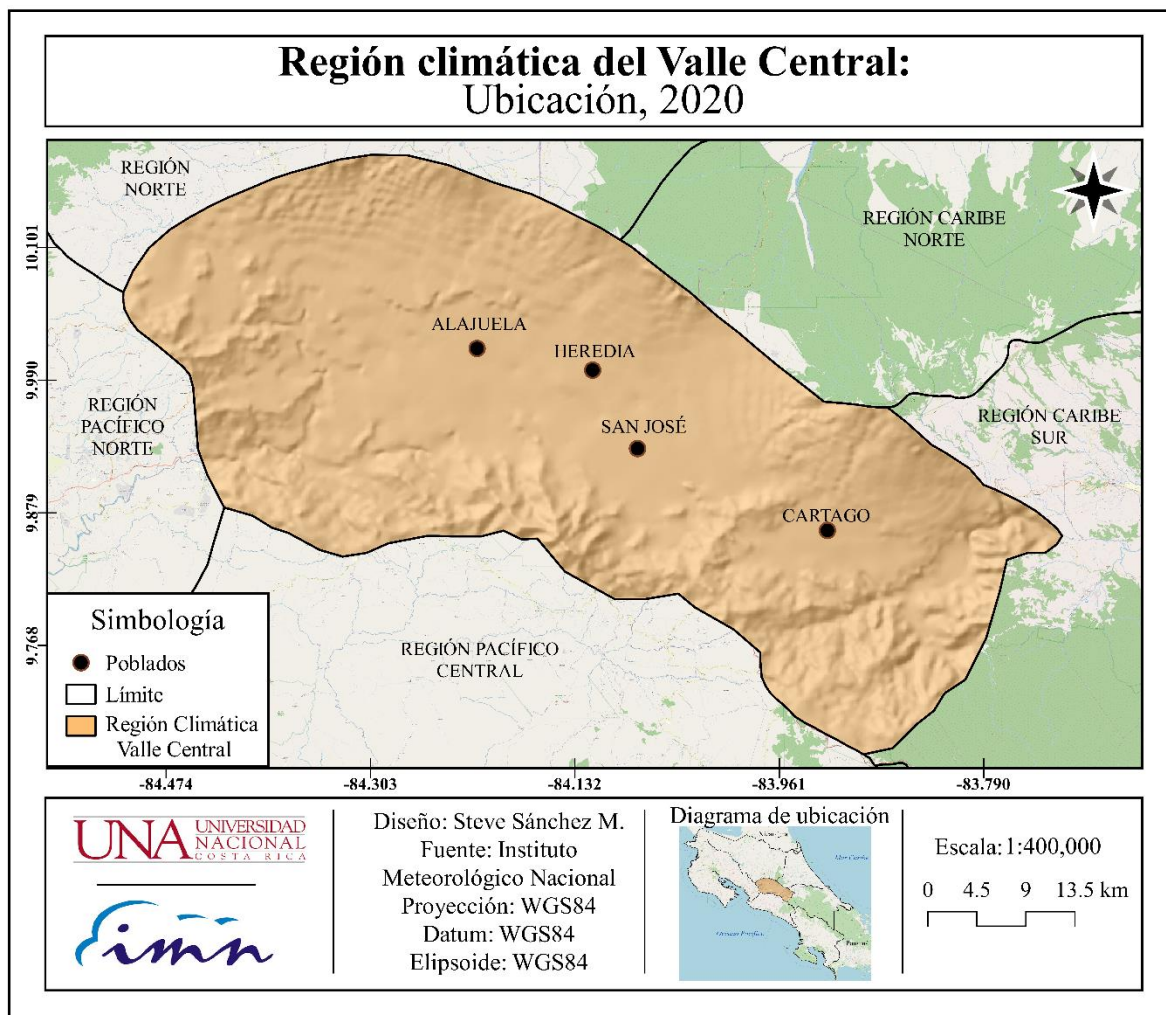 Región climática del Valle Central:
Ubicación, 2020
REGIÓN
NORTE
REGIÓN CARIBE
NORTE
10.101
ALAJUELA
HEREDIA
9.990
REGIÓN
PACÍFICO
NORTE
REGIÓN CARIBE
SUR
SAN JOSÉ
9.879
CARTAGO
9.768
REGIÓN PACÍFICO
CENTRAL
Simbología
Poblados
Límite
Región Climática
Valle Central
-84.474
-84.303
-84.132
-83.961
-83.790
UNA UNIVERSIDAD
NACIONAL
COSTA RICA
imn
Diseño: Steve Sánchez M.
Fuente: Instituto
Meteorológico Nacional
Proyección: WGS84
Datum: WGS84
Elipsoide: WGS84
Diagrama de ubicación
Mar Caribe
Océano Pacífico
Escala: 1:400,000
0 4.5 9 13.5 km